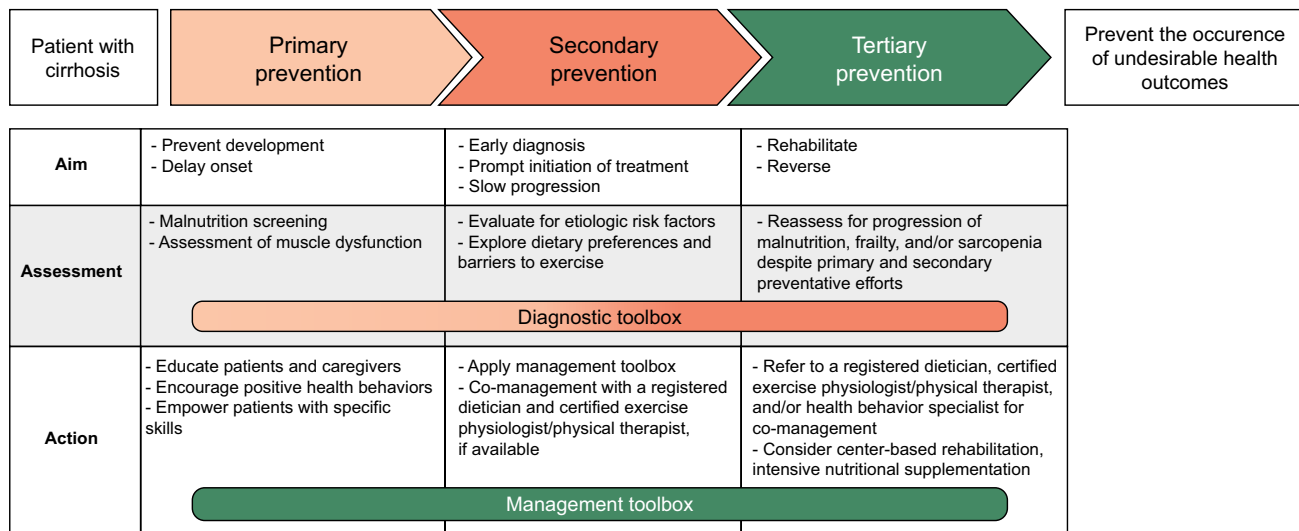 Patient with
cirrhosis
Primary
prevention
Secondary
prevention
Tertiary
prevention
Prevent the occurence
of undesirable health
outcomes
Aim
- Prevent development
- Delay onset
- Early diagnosis
- Prompt initiation of treatment
- Slow progression
- Rehabilitate
- Reverse
Assessment
- Malnutrition screening
- Assessment of muscle dysfunction
- Evaluate for etiologic risk factors
- Explore dietary preferences and
barriers to exercise
- Reassess for progression of
malnutrition, frailty, and/or sarcopenia
despite primary and secondary
preventative efforts
Diagnostic toolbox
Action
- Educate patients and caregivers
- Encourage positive health behaviors
- Empower patients with specific
skills
- Apply management toolbox
- Co-management with a registered
dietician and certified exercise
physiologist/physical therapist,
if available
- Refer to a registered dietician, certified
exercise physiologist/physical therapist,
and/or health behavior specialist for
co-management
- Consider center-based rehabilitation,
intensive nutritional supplementation
Management toolbox